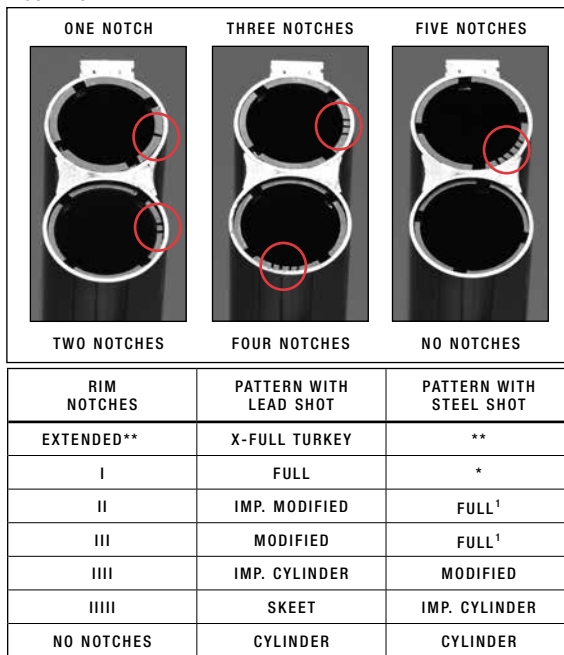 ONE NOTCH THREE NOTCHES FIVE NOTCHES
TWO NOTCHES FOUR NOTCHES NO NOTCHES
RIM NOTCHES PATTERN WITH LEAD SHOT PATTERN WITH STEEL SHOT
EXTENDED** X-FULL TURKEY **
I FULL *
II IMP. MODIFIED FULL¹
III MODIFIED FULL¹
IIII IMP. CYLINDER MODIFIED
IIIII SKEET IMP. CYLINDER
NO NOTCHES CYLINDER CYLINDER